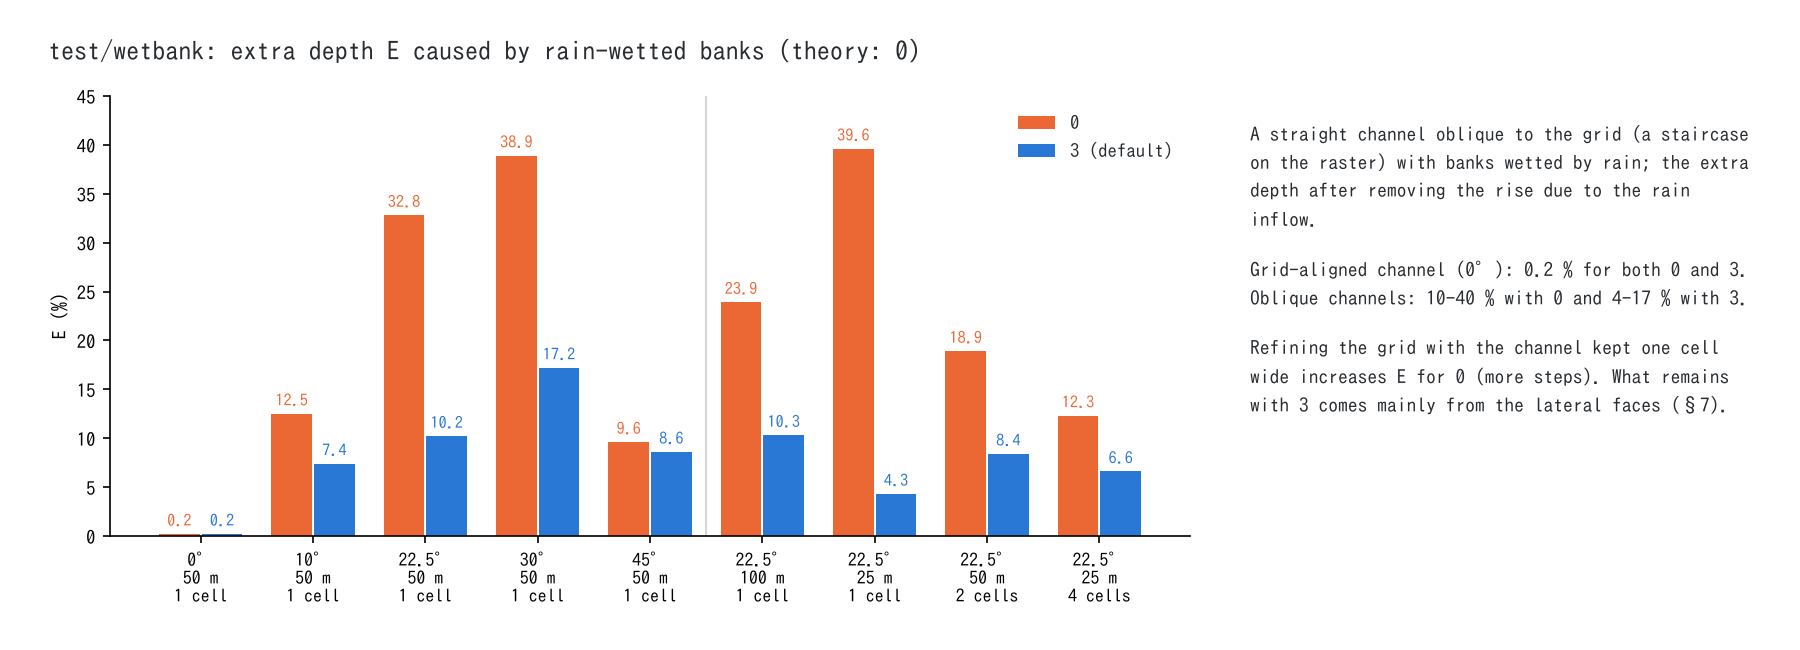 test/wetbank: extra depth E caused by rain-wetted banks (theory: 0)
E (%)
45
40
35
30
25
20
15
10
5
0
0
3 (default)
0.2
0.2
12.5
7.4
32.8
10.2
38.9
17.2
9.6
8.6
23.9
10.3
39.6
4.3
18.9
8.4
12.3
6.6
0°
50 m
1 cell
10°
50 m
1 cell
22.5°
50 m
1 cell
30°
50 m
1 cell
45°
50 m
1 cell
22.5°
100 m
1 cell
22.5°
25 m
1 cell
22.5°
50 m
2 cells
22.5°
25 m
4 cells
A straight channel oblique to the grid (a staircase
on the raster) with banks wetted by rain; the extra
depth after removing the rise due to the rain
inflow.
Grid-aligned channel (0° ): 0.2 % for both 0 and 3.
Oblique channels: 10-40 % with 0 and 4-17 % with 3.
Refining the grid with the channel kept one cell
wide increases E for 0 (more steps). What remains
with 3 comes mainly from the lateral faces (§7).